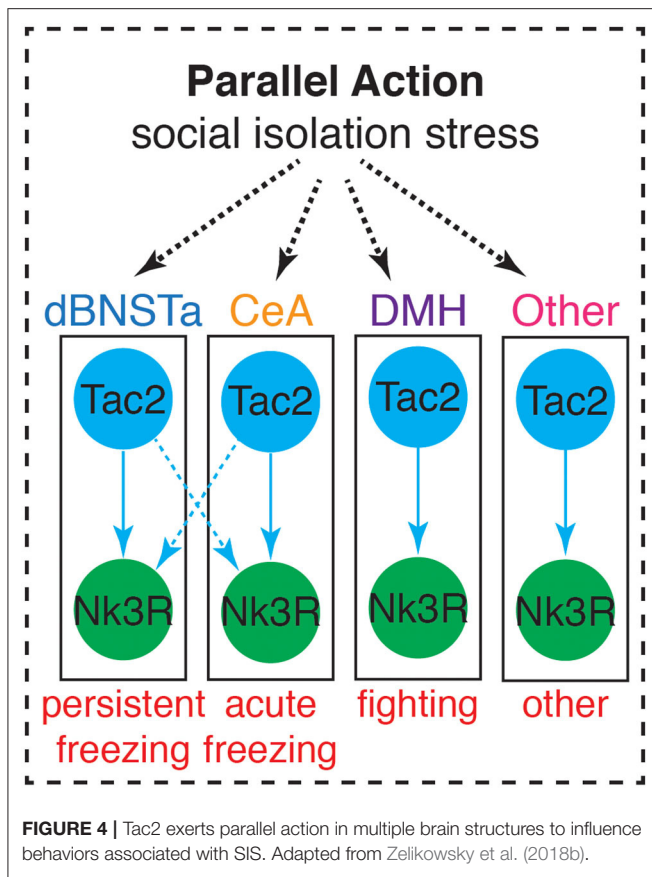 Parallel Action
social isolation stress
dBNSTa CeA DMH Other
Tac2 Tac2 Tac2 Tac2
Nk3R Nk3R Nk3R Nk3R
persistent acute fighting other
freezing freezing
FIGURE 4 | Tac2 exerts parallel action in multiple brain structures to influence
behaviors associated with SIS. Adapted from Zelikowsky et al. (2018b).